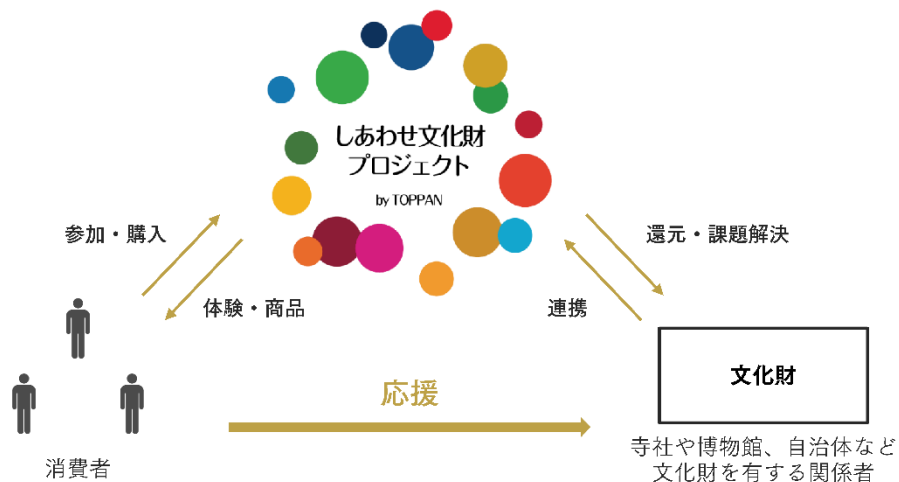 しあわせ文化財
プロジェクト
by TOPPAN
参加・購入
還元・課題解決
体験・商品
連携
文化財
応援
消費者
寺社や博物館、自治体など
文化財を有する関係者